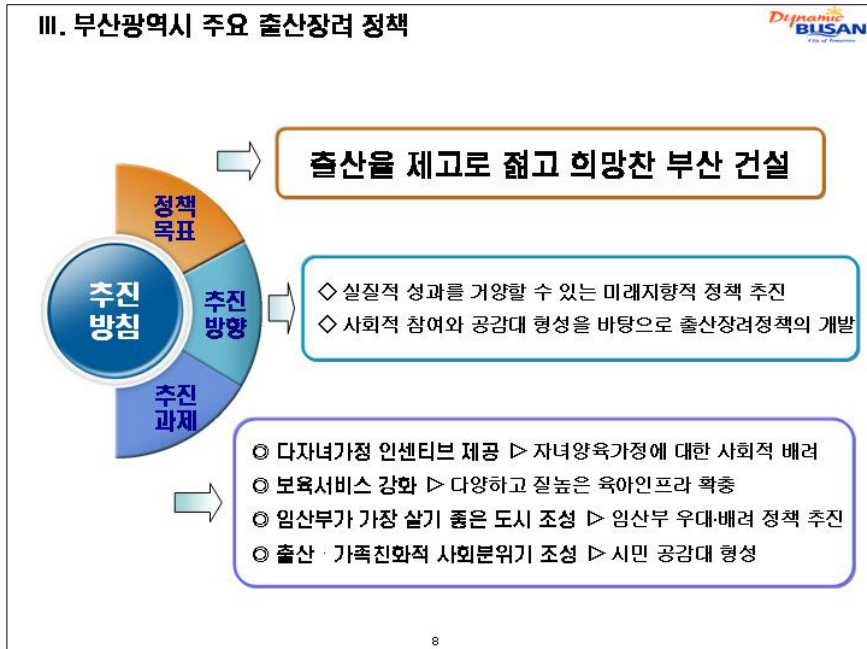 Ⅲ. 부산광역시 주요 출산장려 정책
Dynamic
BUSAN
City of Tomorrow
정책
목표
출산율 제고로 젊고 희망찬 부산 건설
추진
방침
추진
방향
◇ 실질적 성과를 거양할 수 있는 미래지향적 정책 추진
◇ 사회적 참여와 공감대 형성을 바탕으로 출산장려정책의 개발
추진
과제
◎ 다자녀가정 인센티브 제공 ▷ 자녀양육가정에 대한 사회적 배려
◎ 보육서비스 강화 ▷ 다양하고 질높은 육아인프라 확충
◎ 임산부가 가장 살기 좋은 도시 조성 ▷ 임산부 우대·배려 정책 추진
◎ 출산 · 가족친화적 사회분위기 조성 ▷ 시민 공감대 형성
8